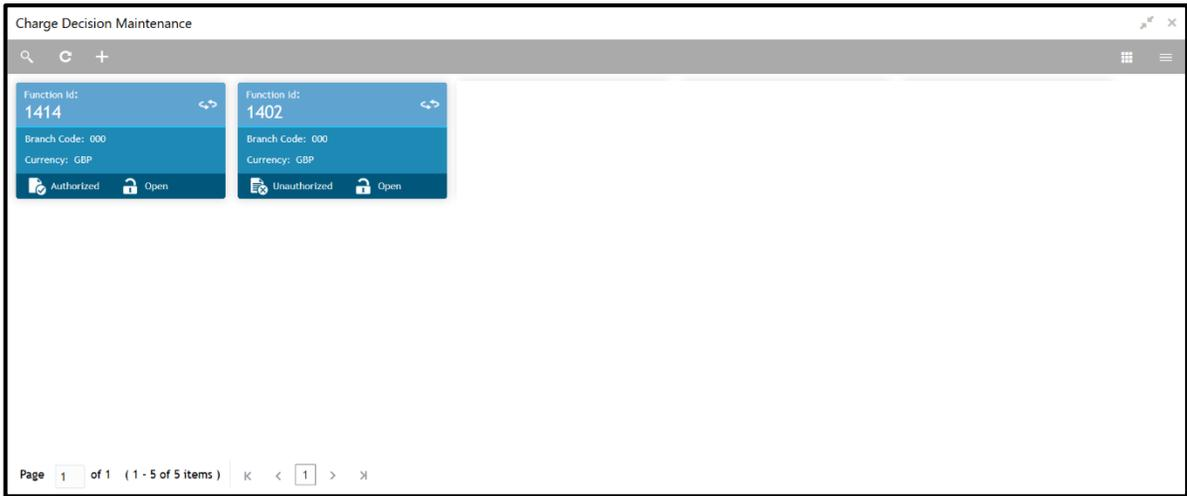 Charge Decision Maintenance
Function Id:
1414
Branch Code: 000
Currency: GBP
Authorized Open
Function Id:
1402
Branch Code: 000
Currency: GBP
Unauthorized Open
Page 1 of 1 ( 1 - 5 of 5 items ) 1